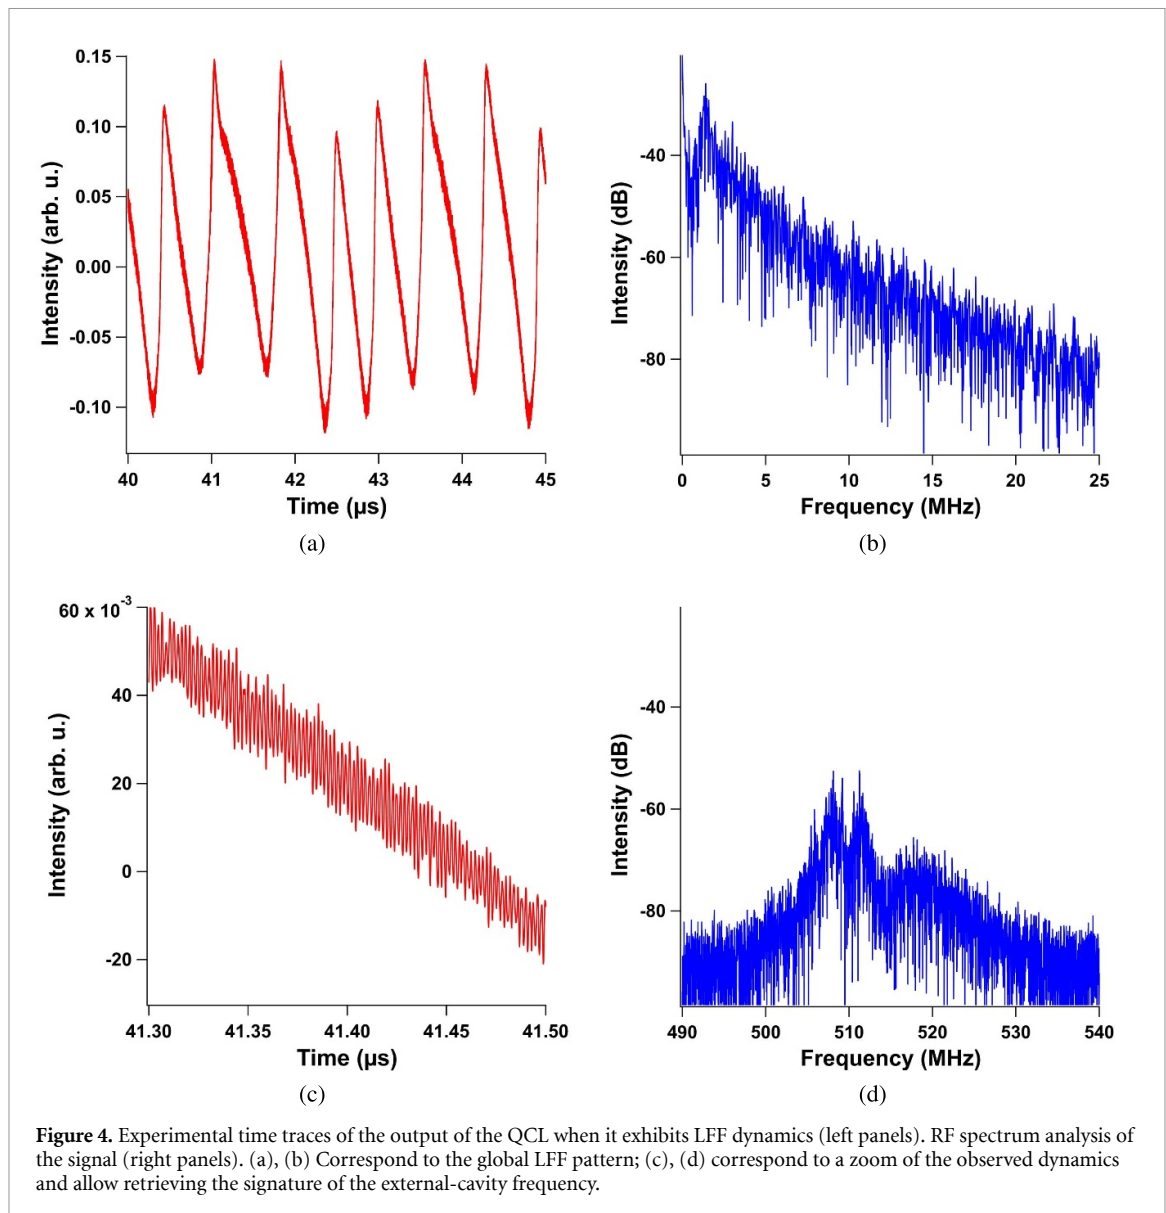 0.15
0.10
0.05
0.00
-0.05
-0.10
Intensity (arb. u.)
40 41 42 43 44 45
Time (µs)
(a)
-40
-60
-80
Intensity (dB)
0 5 10 15 20 25
Frequency (MHz)
(b)
60 x 10-3
40
20
0
-20
Intensity (arb. u.)
41.30 41.35 41.40 41.45 41.50
Time (µs)
(c)
-40
-60
-80
Intensity (dB)
490 500 510 520 530 540
Frequency (MHz)
(d)
Figure 4. Experimental time traces of the output of the QCL when it exhibits LFF dynamics (left panels). RF spectrum analysis of
the signal (right panels). (a), (b) Correspond to the global LFF pattern; (c), (d) correspond to a zoom of the observed dynamics
and allow retrieving the signature of the external-cavity frequency.